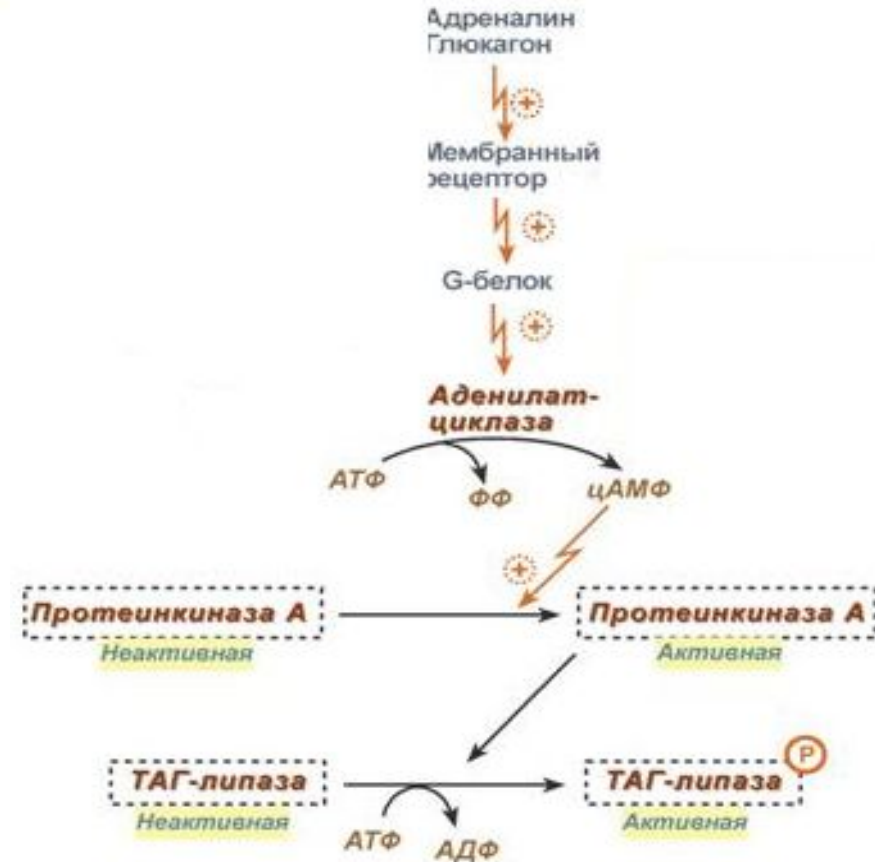 Адреналин
Глюкагон
+
Мембранный
рецептор
+
G-белок
+
Аденилат-
циклаза
АТФ
ФФ
цАМФ
+
Протеинкиназа А
Протеинкиназа А
Неактивная
Активная
P
ТАГ-липаза
ТАГ-липаза
Неактивная
Активная
АТФ
АДФ